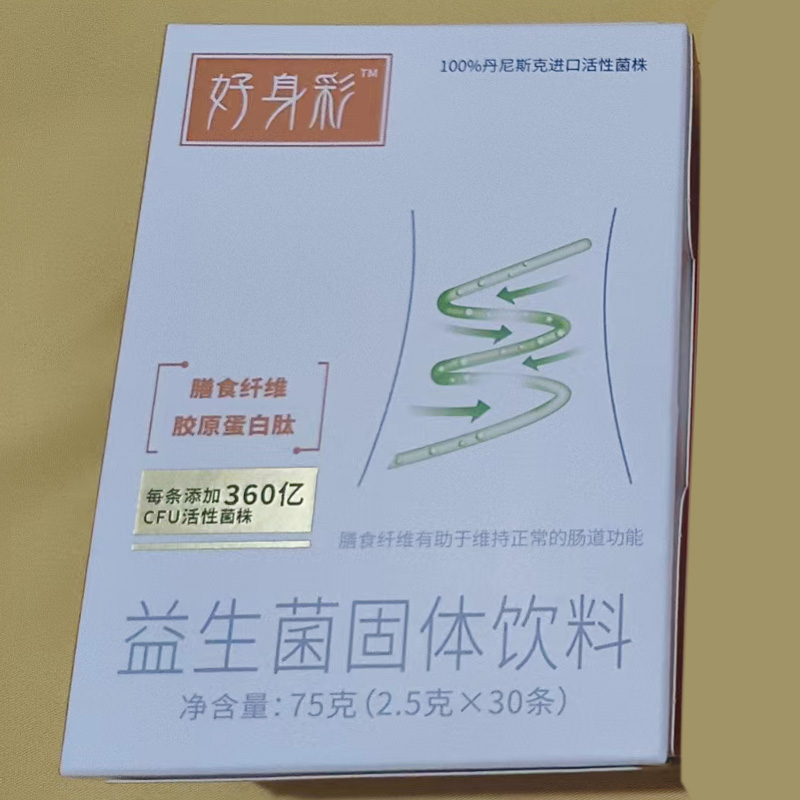 好身彩™
100%丹尼斯克进口活性菌株
膳食纤维
胶原蛋白肽
每条添加360亿
CFU活性菌株
膳食纤维有助于维持正常的肠道功能
益生菌固体饮料
净含量:75克(2.5克×30条)